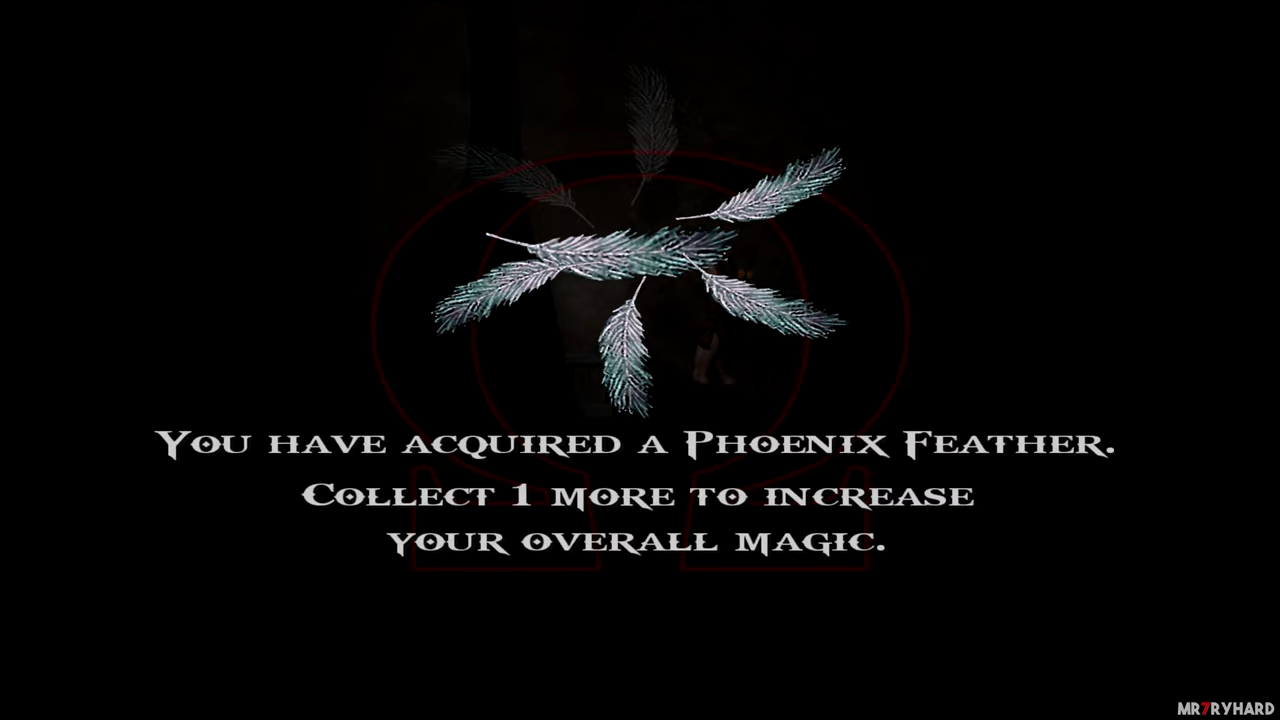 You have acquired a Phoenix Feather.
Collect 1 more to increase
your overall magic.
MR7RYHARD